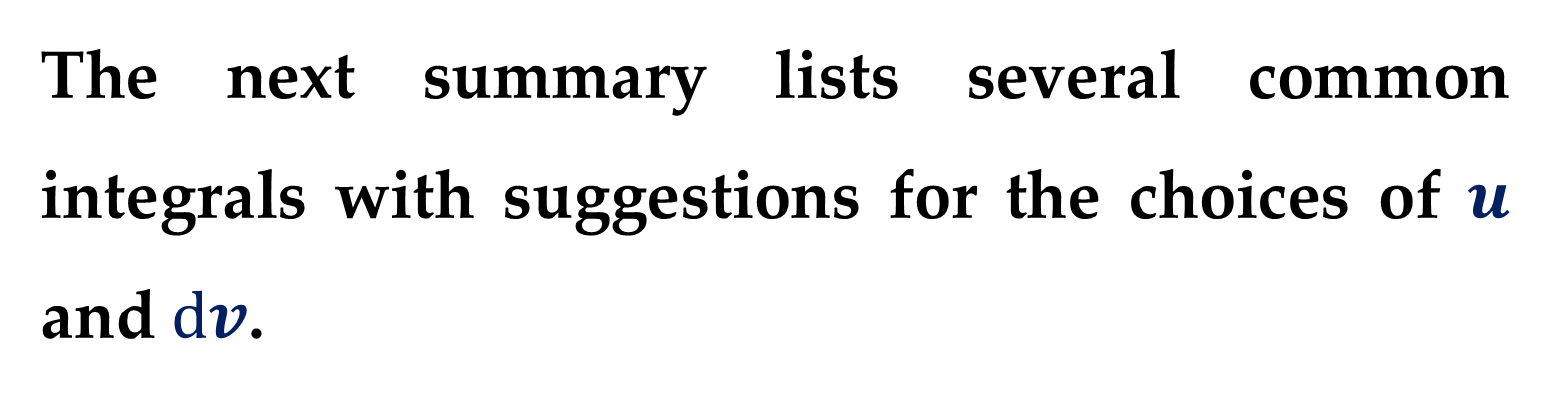 The next summary lists several common
integrals with suggestions for the choices of u
and dv.